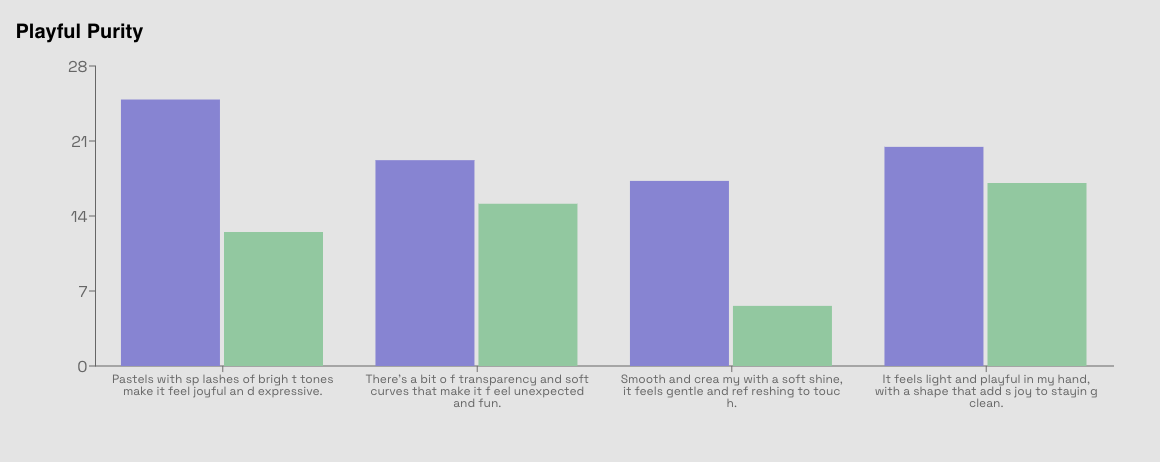 Playful Purity
28
21
14
7
0
Pastels with sp lashes of brigh t tones
make it feel joyful an d expressive.
There's a bit o f transparency and soft
curves that make it f eel unexpected
and fun.
Smooth and crea my with a soft shine,
it feels gentle and ref reshing to touc
h.
It feels light and playful in my hand,
with a shape that add s joy to stayin g
clean.